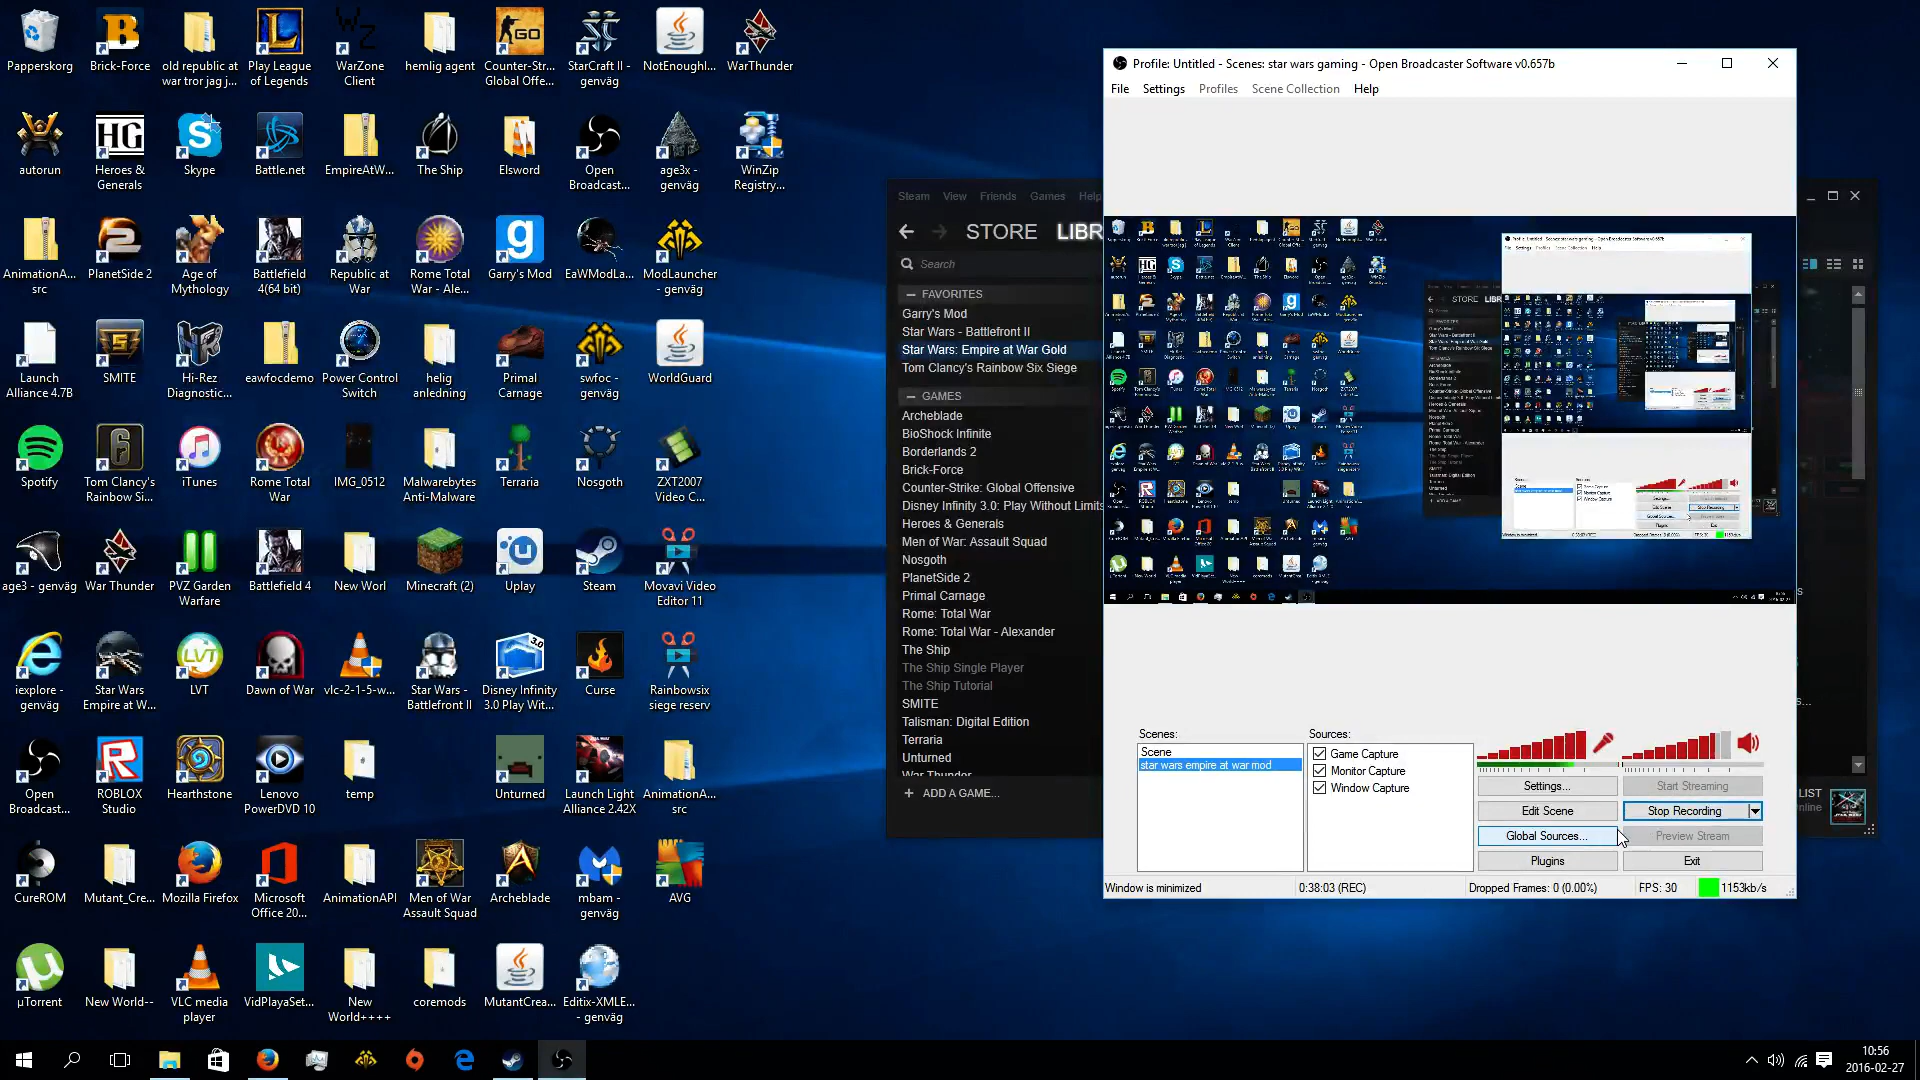 Papperskorg
Brick-Force
old republic at
war tror jag j...
Play League
of Legends
WarZone
Client
hemlig agent
Counter-Str...
Global Offe...
StarCraft II -
genväg
NotEnoughI...
WarThunder
autorun
Heroes &
Generals
Skype
Battle.net
EmpireAtW...
The Ship
Elsword
Open
Broadcast...
age3x -
genväg
WinZip
Registry...
AnimationA...
src
PlanetSide 2
Age of
Mythology
Battlefield
4(64 bit)
Republic at
War
Rome Total
War - Ale...
Garry's Mod
EaWModLa...
ModLauncher
- genväg
Launch
Alliance 4.7B
SMITE
Hi-Rez
Diagnostic...
eawfocdemo
Power Control
Switch
helig
anledning
Primal
Carnage
swfoc -
genväg
WorldGuard
Spotify
Tom Clancy's
Rainbow Si...
iTunes
Rome Total
War
IMG_0512
Malwarebytes
Anti-Malware
Terraria
Nosgoth
ZXT2007
Video C...
age3 - genväg
War Thunder
PVZ Garden
Warfare
Battlefield 4
New Worl
Minecraft (2)
Uplay
Steam
Movavi Video
Editor 11
iexplore -
genväg
Star Wars
Empire at W...
LVT
Dawn of War
vlc-2-1-5-w...
Star Wars -
Battlefront II
Disney Infinity
3.0 Play Wit...
Curse
Rainbowsix
siege reserv
Open
Broadcast...
ROBLOX
Studio
Hearthstone
Lenovo
PowerDVD 10
temp
Unturned
Launch Light
Alliance 2.42X
AnimationA...
src
CureROM
Mutant_Cre...
Mozilla Firefox
Microsoft
Office 20...
AnimationAPI
Men of War
Assault Squad
Archeblade
mbam -
genväg
AVG
µTorrent
New World--
VLC media
player
VidPlayaSet...
New
World++++
coremods
MutantCrea...
Editix-XMLE...
- genväg
Steam View Friends Games Help
STORE LIBR
Search
FAVORITES
Garry's Mod
Star Wars - Battlefront II
Star Wars: Empire at War Gold
Tom Clancy's Rainbow Six Siege
GAMES
Archeblade
BioShock Infinite
Borderlands 2
Brick-Force
Counter-Strike: Global Offensive
Disney Infinity 3.0: Play Without Limits
Heroes & Generals
Men of War: Assault Squad
Nosgoth
PlanetSide 2
Primal Carnage
Rome: Total War
Rome: Total War - Alexander
The Ship
The Ship Single Player
The Ship Tutorial
SMITE
Talisman: Digital Edition
Terraria
Unturned
War Thunder
+ ADD A GAME...
LIST
Profile: Untitled - Scenes: star wars gaming - Open Broadcaster Software v0.657b
File Settings Profiles Scene Collection Help
Scenes:
Scene
star wars empire at war mod
Sources:
Game Capture
Monitor Capture
Window Capture
Settings...
Start Streaming
Edit Scene
Stop Recording
Global Sources...
Preview Stream
Plugins
Exit
Window is minimized
0:38:03 (REC)
Dropped Frames: 0 (0.00%)
FPS: 30
1153kb/s
10:56
2016-02-27